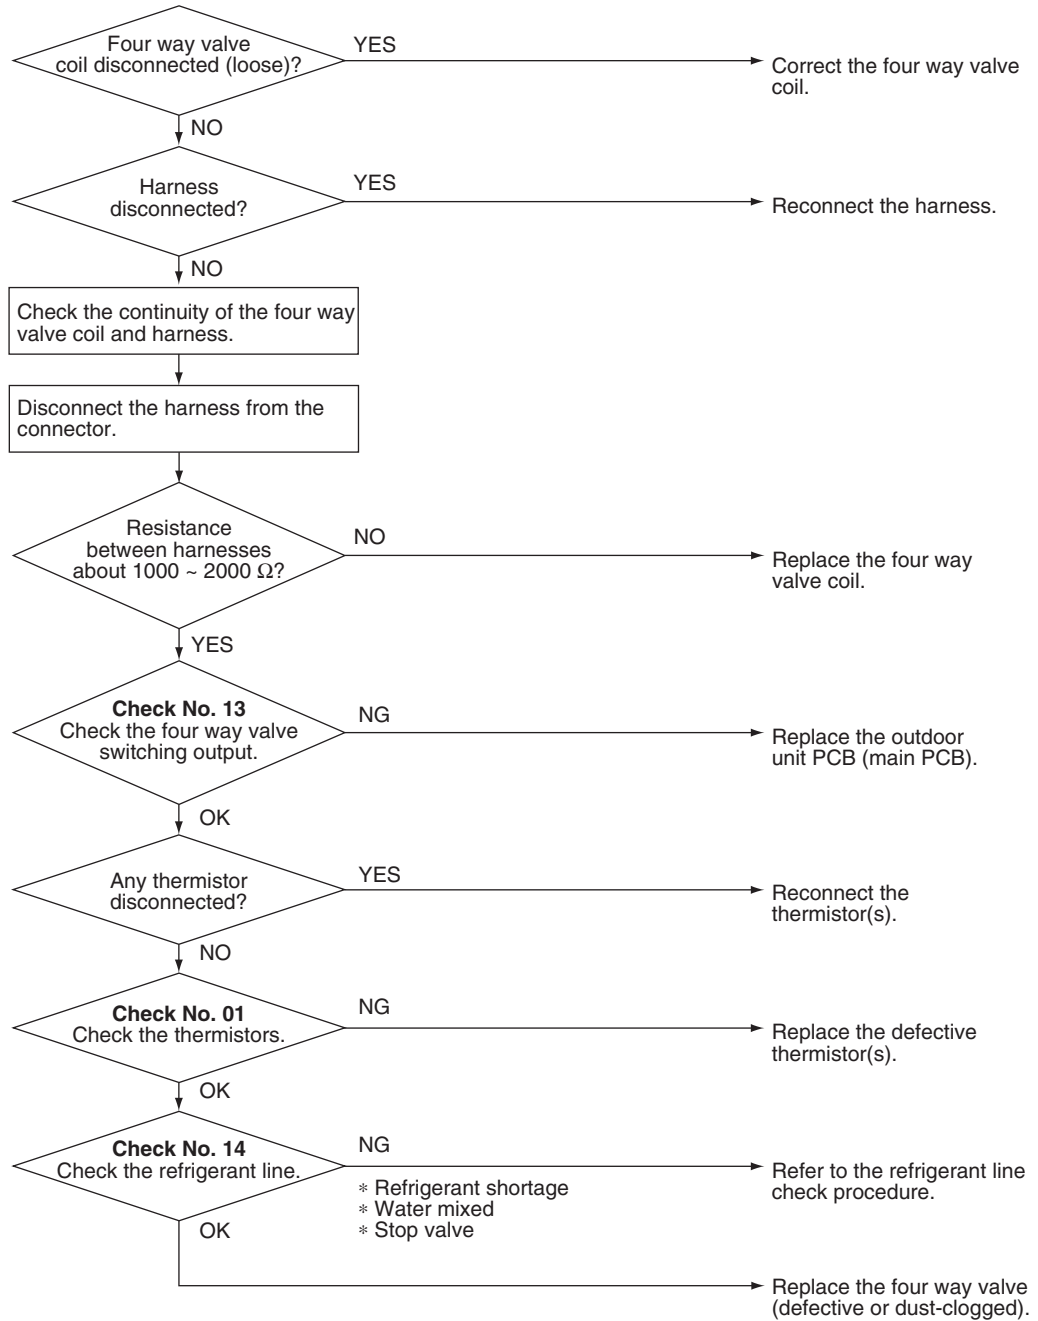 Four way valve
coil disconnected (loose)?
YES
Correct the four way valve
coil.
NO
Harness
disconnected?
YES
Reconnect the harness.
NO
Check the continuity of the four way
valve coil and harness.
Disconnect the harness from the
connector.
Resistance
between harnesses
about 1000 ~ 2000 Ω?
NO
Replace the four way
valve coil.
YES
Check No. 13
Check the four way valve
switching output.
NG
Replace the outdoor
unit PCB (main PCB).
OK
Any thermistor
disconnected?
YES
Reconnect the
thermistor(s).
NO
Check No. 01
Check the thermistors.
NG
Replace the defective
thermistor(s).
OK
Check No. 14
Check the refrigerant line.
NG
∗ Refrigerant shortage
∗ Water mixed
∗ Stop valve
Refer to the refrigerant line
check procedure.
OK
Replace the four way valve
(defective or dust-clogged).